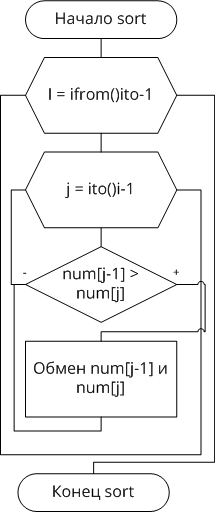 Начало sort
I = ifrom()ito-1
j = ito()i-1
num[j-1] >
num[j]
-
+
Обмен num[j-1] и
num[j]
Конец sort